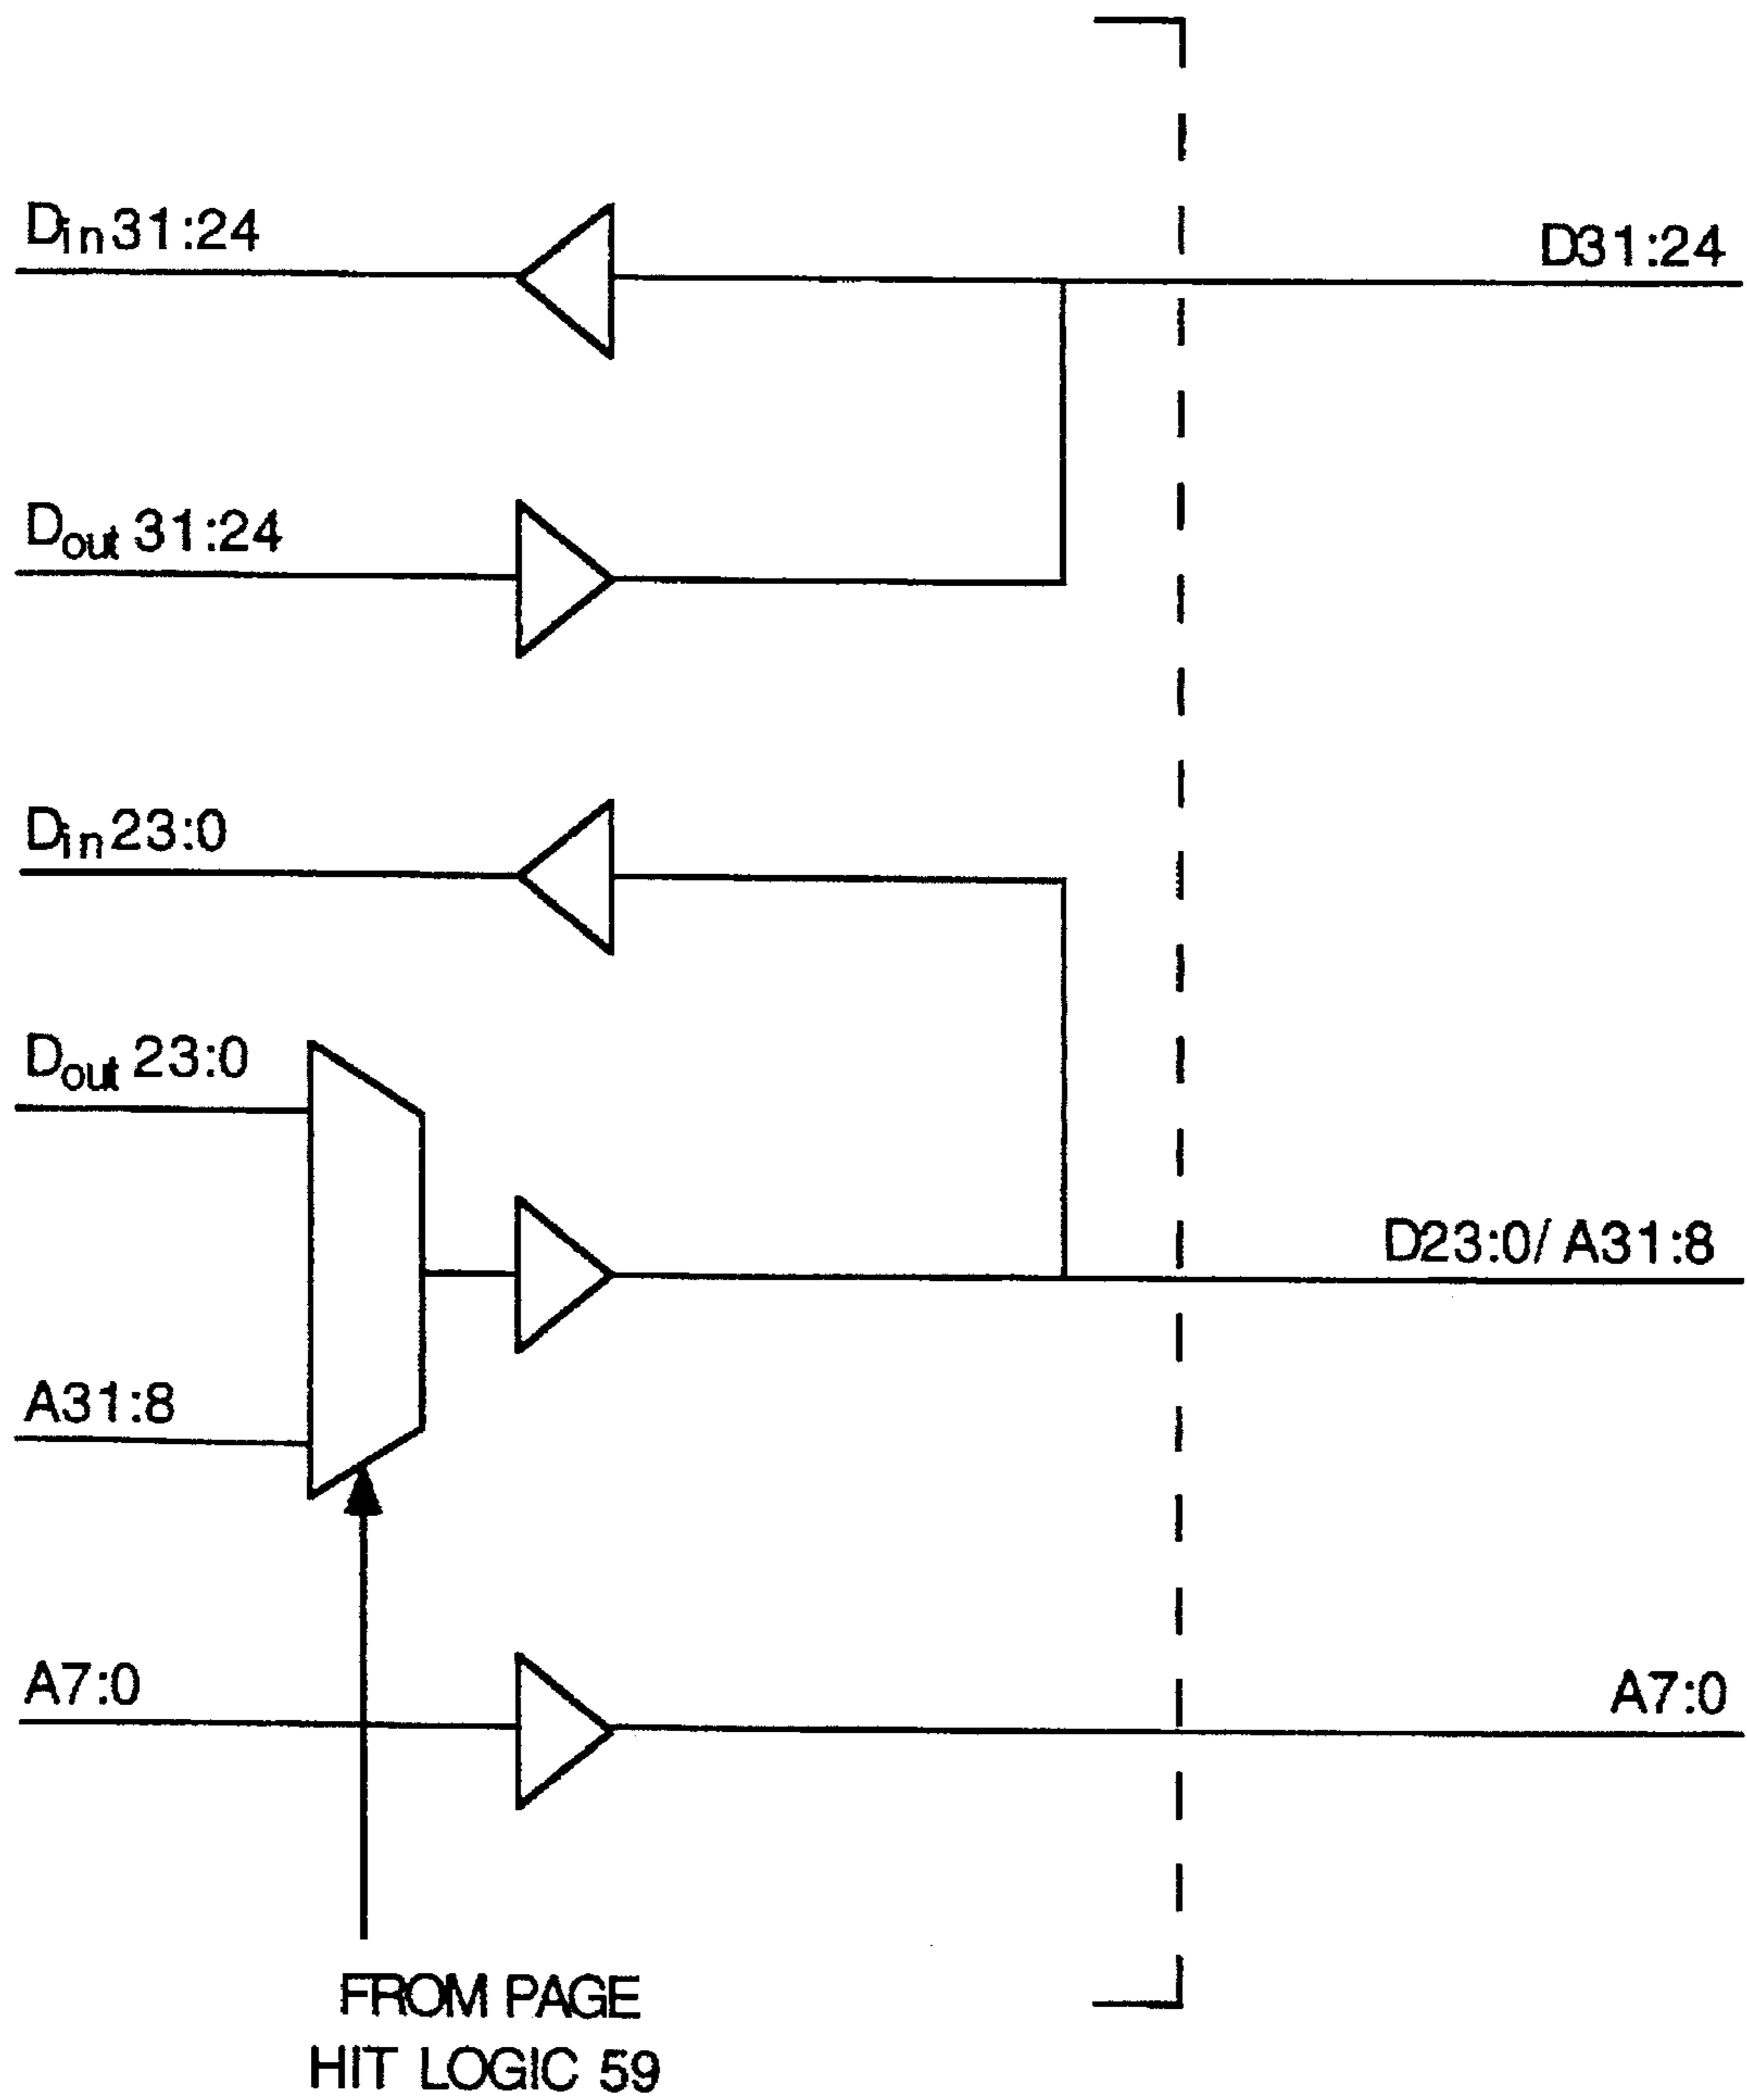 Din31:24
D31:24
Dout 31:24
Din23:0
Dout 23:0
D23:0/ A31:8
A31:8
A7:0
A7:0
FROM PAGE
HIT LOGIC 59